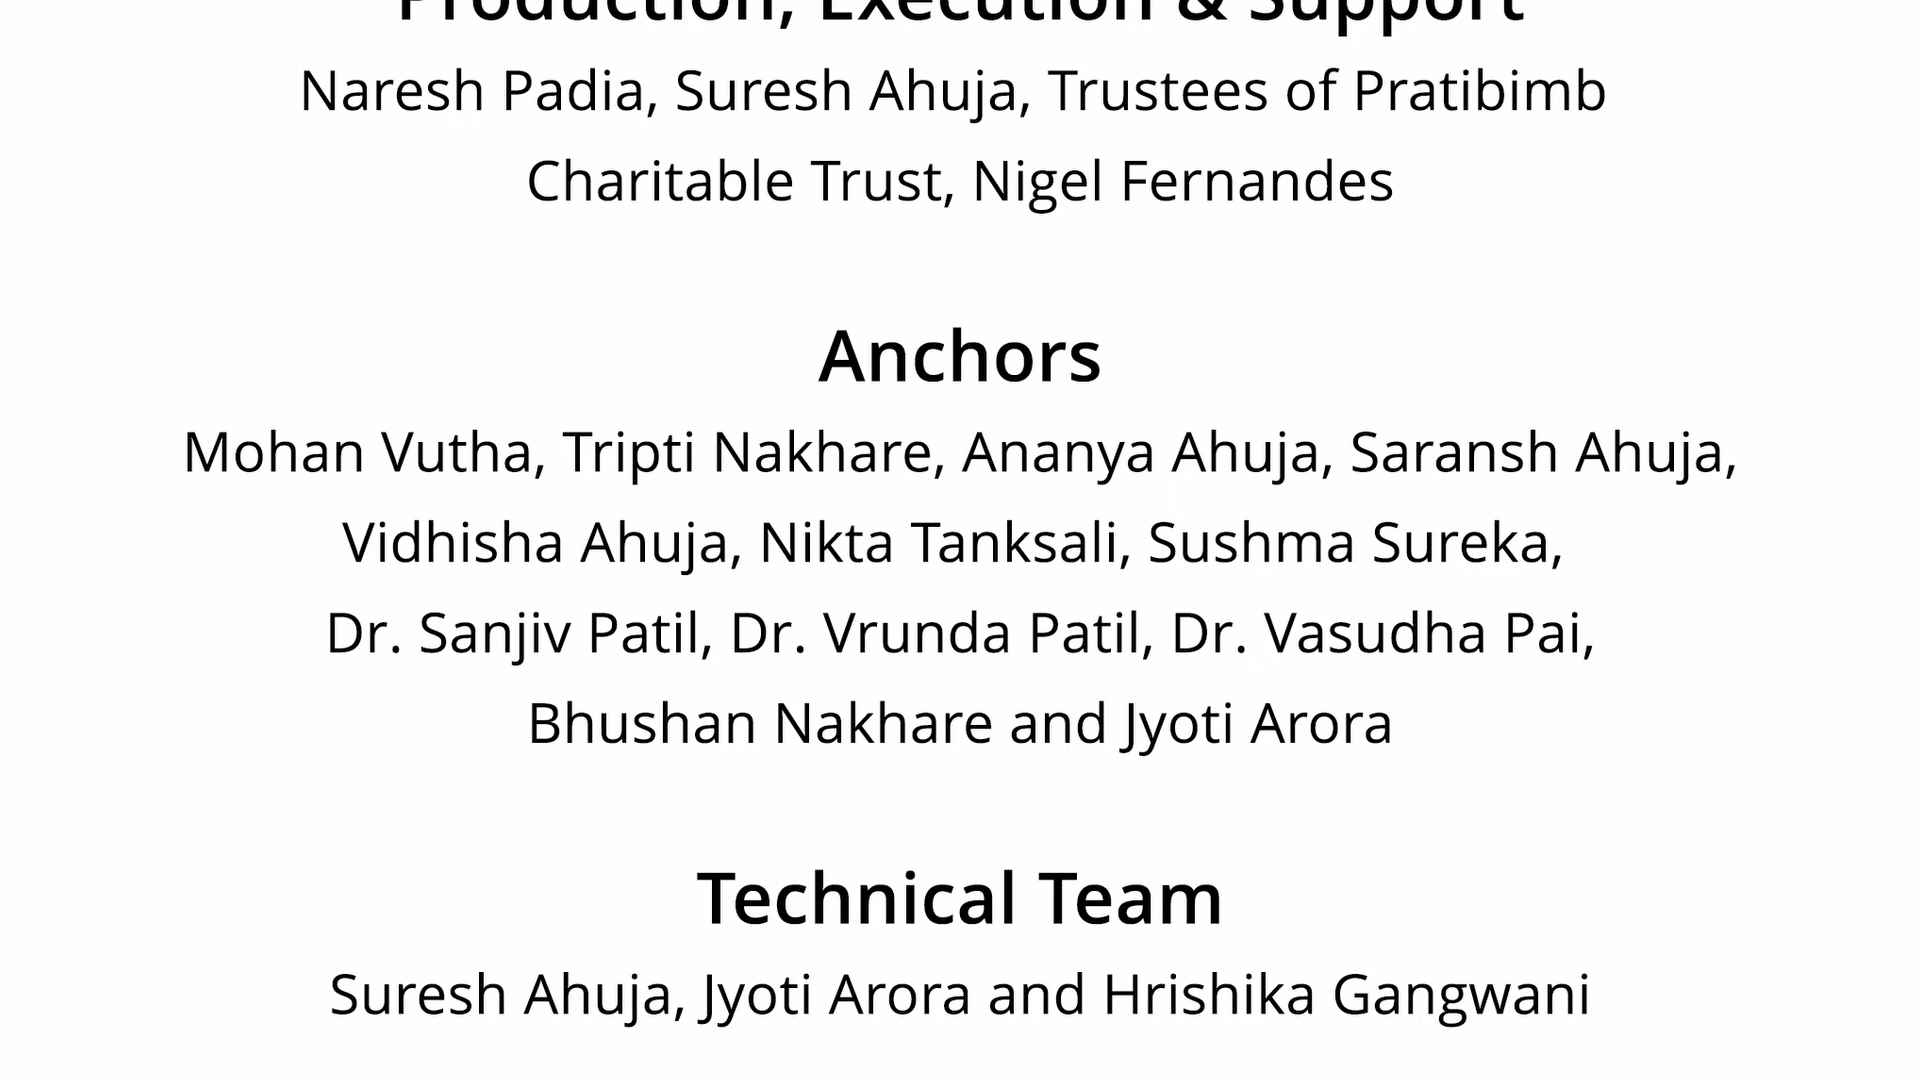 Production, Execution & Support
Naresh Padia, Suresh Ahuja, Trustees of Pratibimb
Charitable Trust, Nigel Fernandes
Anchors
Mohan Vutha, Tripti Nakhare, Ananya Ahuja, Saransh Ahuja,
Vidhisha Ahuja, Nikta Tanksali, Sushma Sureka,
Dr. Sanjiv Patil, Dr. Vrunda Patil, Dr. Vasudha Pai,
Bhushan Nakhare and Jyoti Arora
Technical Team
Suresh Ahuja, Jyoti Arora and Hrishika Gangwani